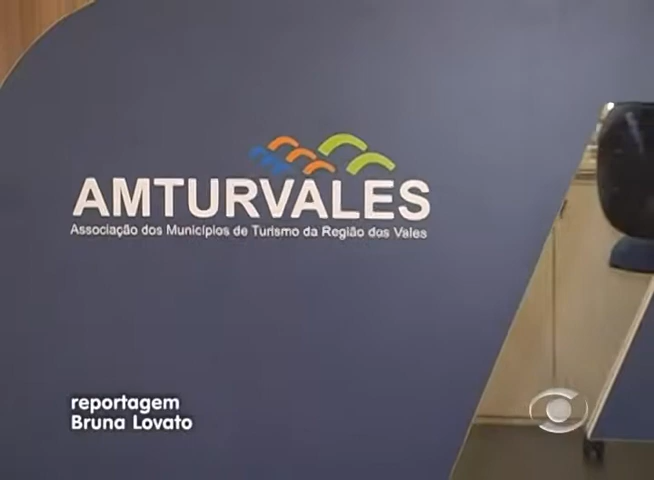 AMTURVALES
Associação dos Municípios de Turismo da Região dos Vales
reportagem
Bruna Lovato